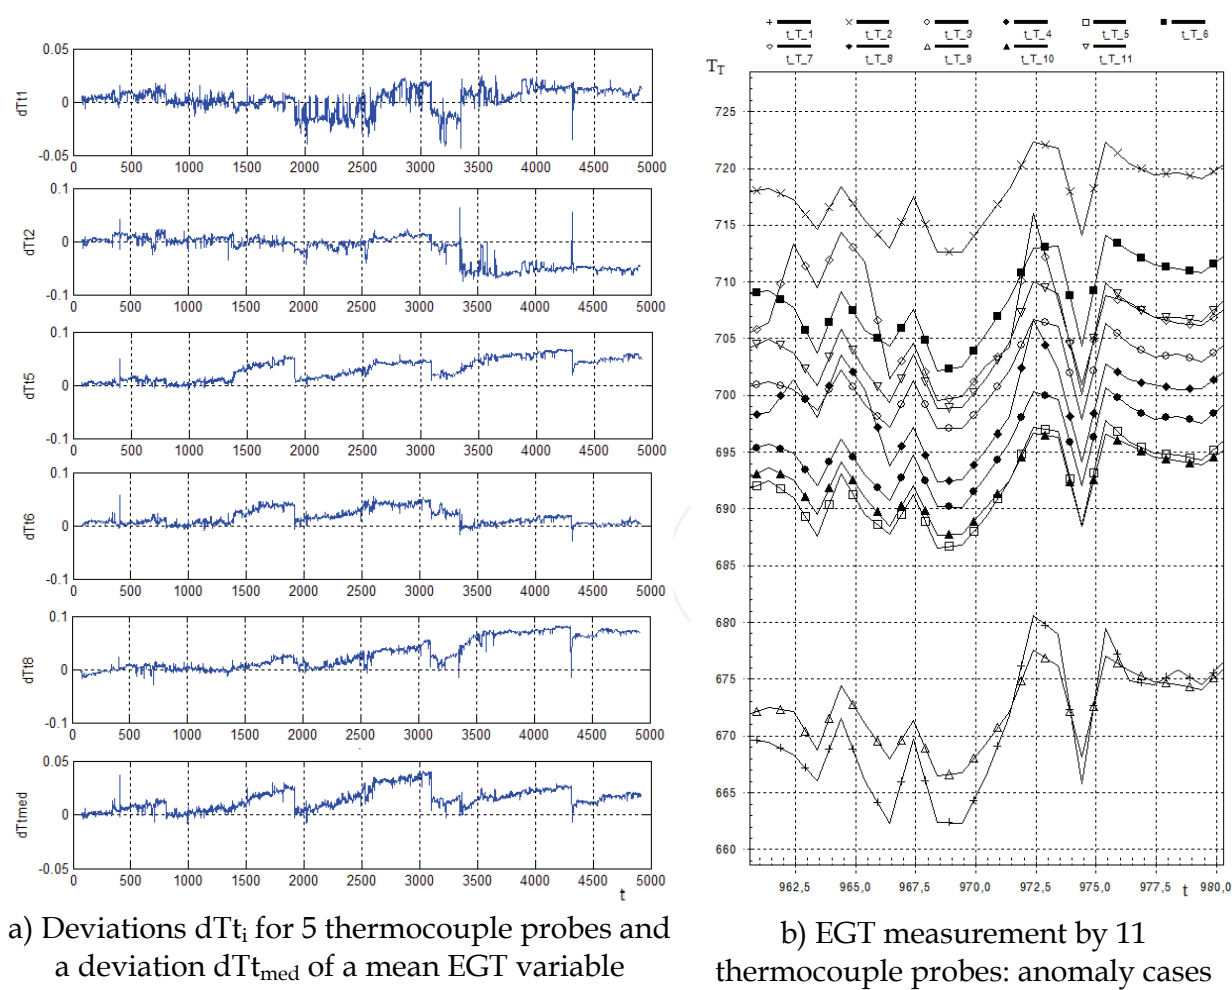 0.05
0
-0.05
dTt1
0 500 1000 1500 2000 2500 3000 3500 4000 4500 5000
0.1
0
-0.1
dTt2
0 500 1000 1500 2000 2500 3000 3500 4000 4500 5000
0.1
0
-0.1
dTt5
0 500 1000 1500 2000 2500 3000 3500 4000 4500 5000
0.1
0
-0.1
dTt6
0 500 1000 1500 2000 2500 3000 3500 4000 4500 5000
0.1
0
-0.1
dTt8
0 500 1000 1500 2000 2500 3000 3500 4000 4500 5000
0.05
0
-0.05
dTtmed
0 500 1000 1500 2000 2500 3000 3500 4000 4500 5000
t
a) Deviations dTti for 5 thermocouple probes and
a deviation dTtmed of a mean EGT variable
t_T_1 t_T_2 t_T_3 t_T_4 t_T_5 t_T_6
t_T_7 t_T_8 t_T_9 t_T_10 t_T_11
TT
725
720
715
710
705
700
695
690
685
680
675
670
665
660
962,5 965,0 967,5 970,0 972,5 975,0 977,5 t 980,0
b) EGT measurement by 11
thermocouple probes: anomaly cases